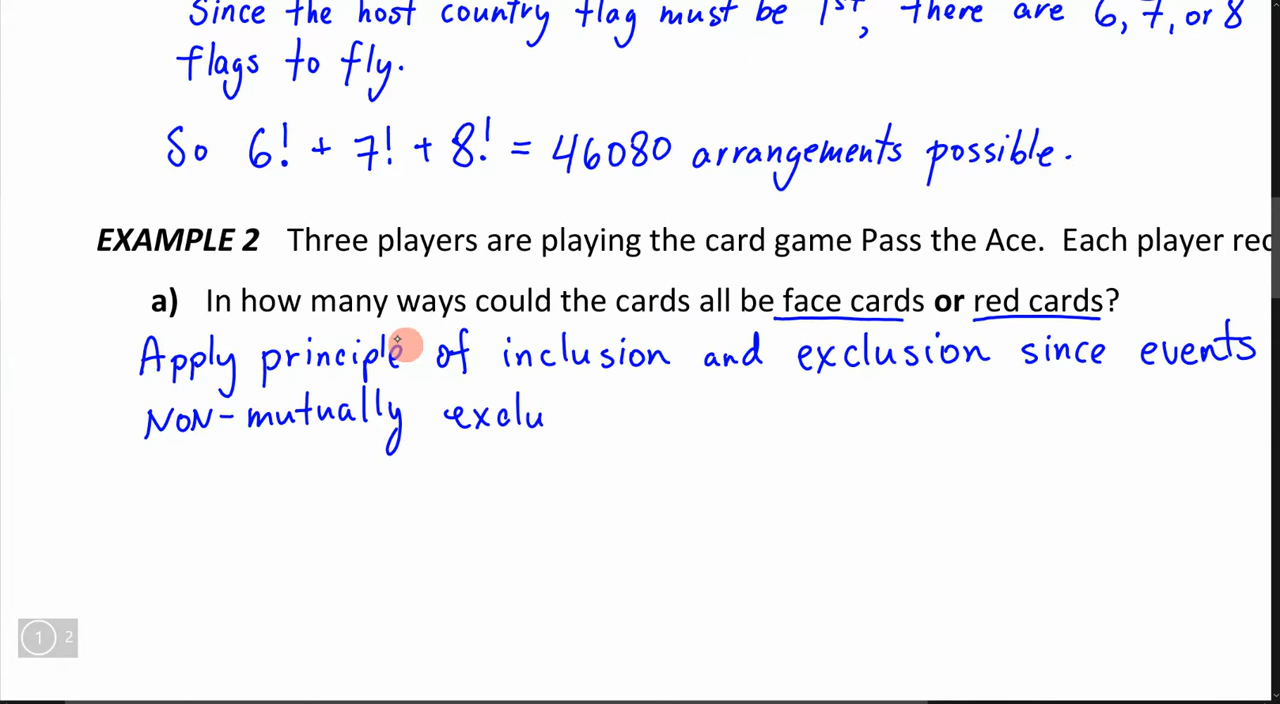 Since the host country flag must be 1st, there are 6, 7, or 8
flags to fly.
So 6! + 7! + 8! = 46080 arrangements possible.
EXAMPLE 2 Three players are playing the card game Pass the Ace. Each player rec
a) In how many ways could the cards all be face cards or red cards?
Apply principle of inclusion and exclusion since events
NON-mutually exclu
1 2